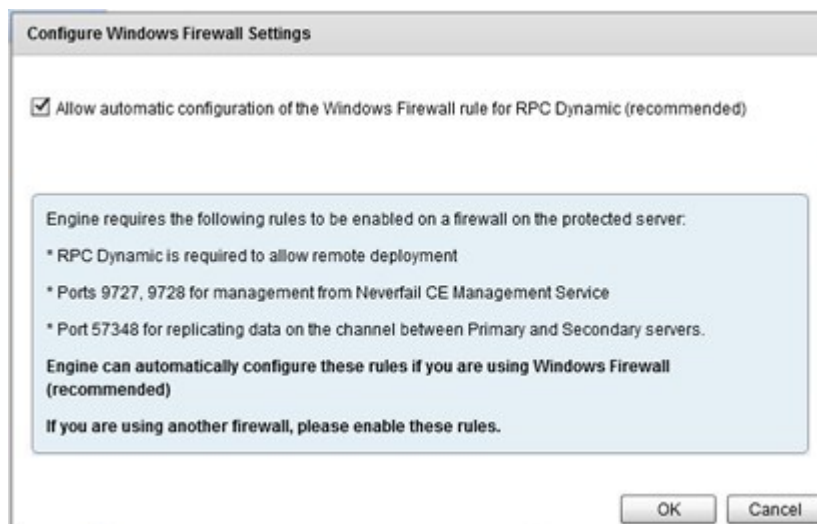 Configure Windows Firewall Settings
Allow automatic configuration of the Windows Firewall rule for RPC Dynamic (recommended)
Engine requires the following rules to be enabled on a firewall on the protected server:
* RPC Dynamic is required to allow remote deployment
* Ports 9727, 9728 for management from Neverfail CE Management Service
* Port 57348 for replicating data on the channel between Primary and Secondary servers.
Engine can automatically configure these rules if you are using Windows Firewall
(recommended)
If you are using another firewall, please enable these rules.
OK
Cancel